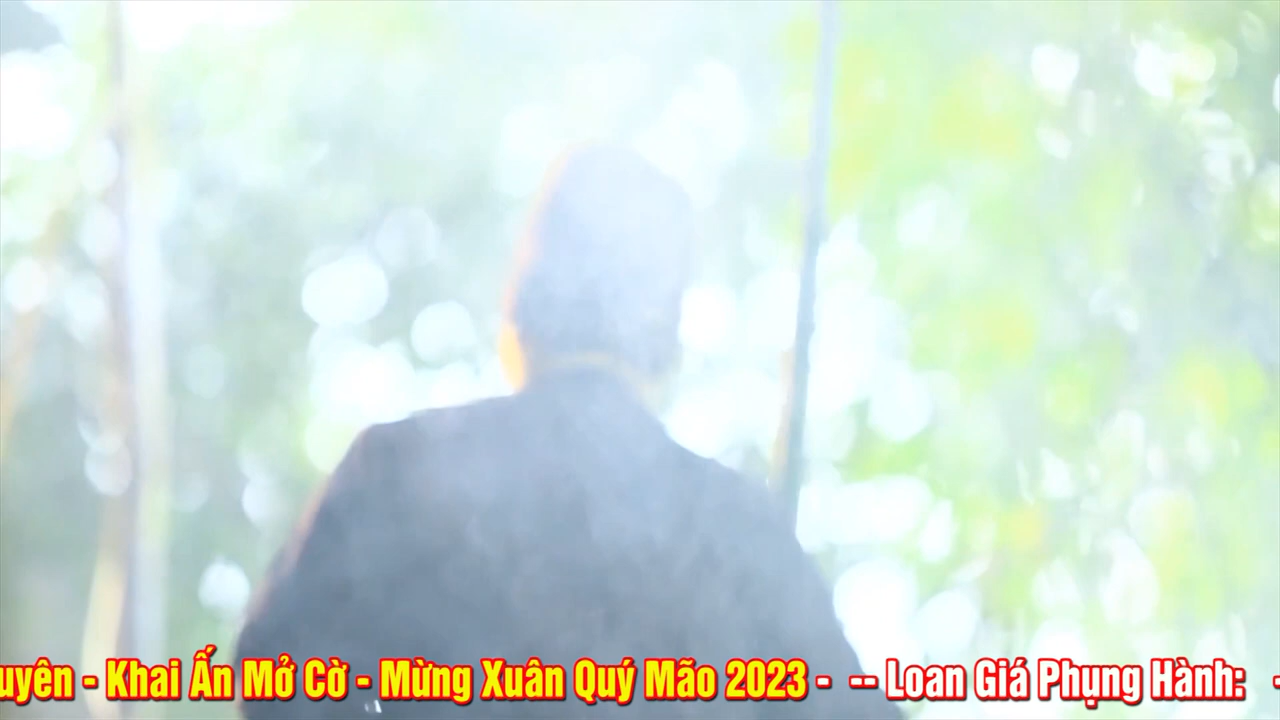 uyên - Khai Ấn Mở Cờ - Mừng Xuân Quý Mão 2023 - -- Loan Giá Phụng Hành: -